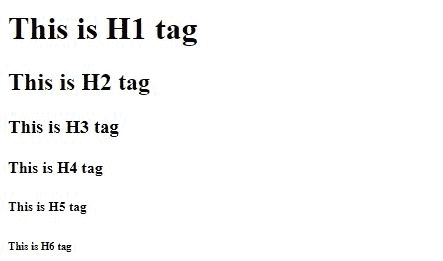 This is H1 tag
This is H2 tag
This is H3 tag
This is H4 tag
This is H5 tag
This is H6 tag